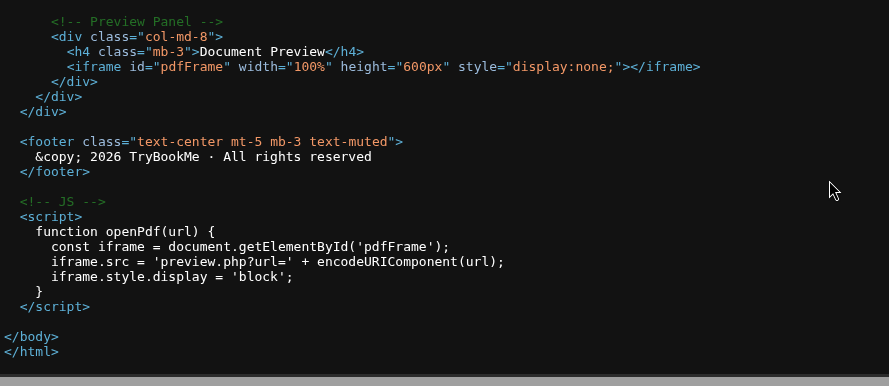 <!-- Preview Panel -->
<div class="col-md-8">
<h4 class="mb-3">Document Preview</h4>
<iframe id="pdfFrame" width="100%" height="600px" style="display:none;"></iframe>
</div>
</div>
</div>
<footer class="text-center mt-5 mb-3 text-muted">
&copy; 2026 TryBookMe · All rights reserved
</footer>
<!-- JS -->
<script>
function openPdf(url) {
const iframe = document.getElementById('pdfFrame');
iframe.src = 'preview.php?url=' + encodeURIComponent(url);
iframe.style.display = 'block';
}
</script>
</body>
</html>